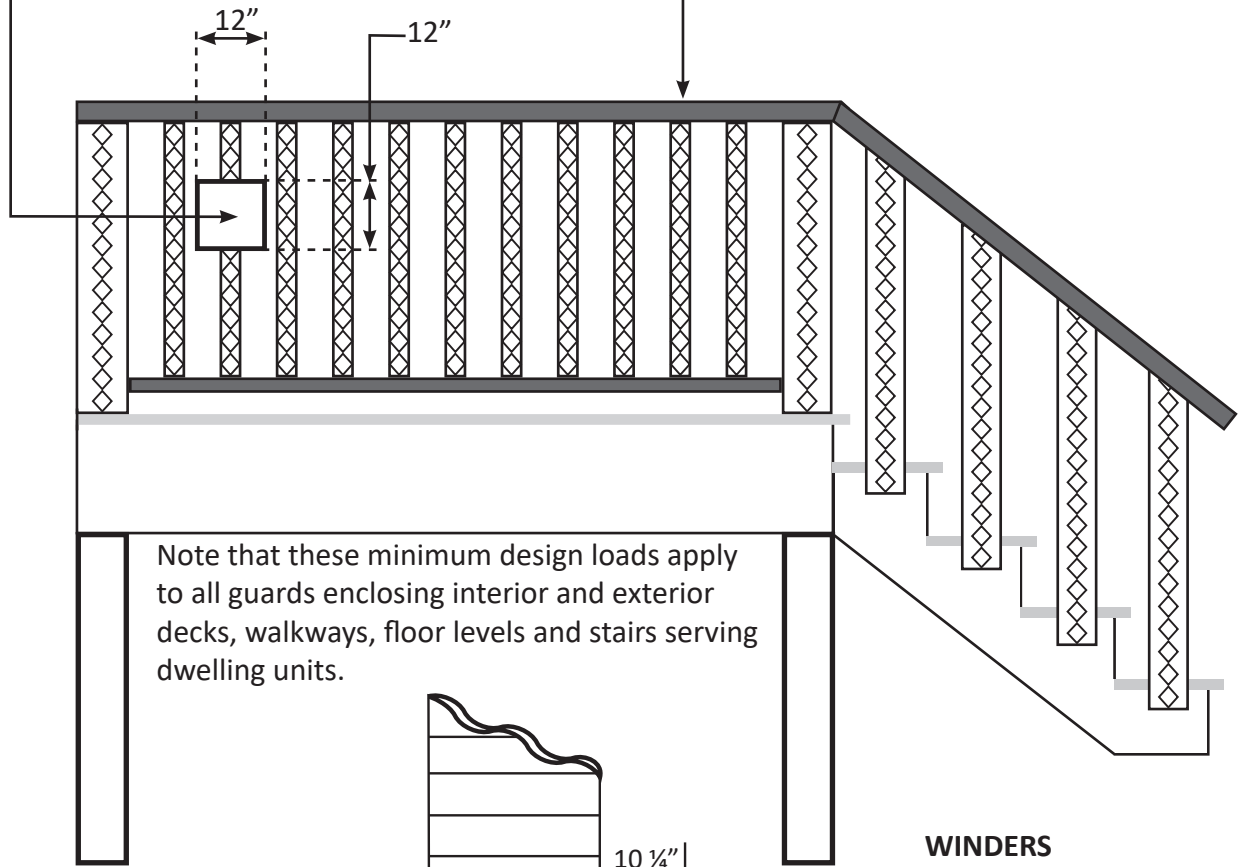 12”
12”
Note that these minimum design loads apply
to all guards enclosing interior and exterior
decks, walkways, floor levels and stairs serving
dwelling units.
10 ¼”
WINDERS